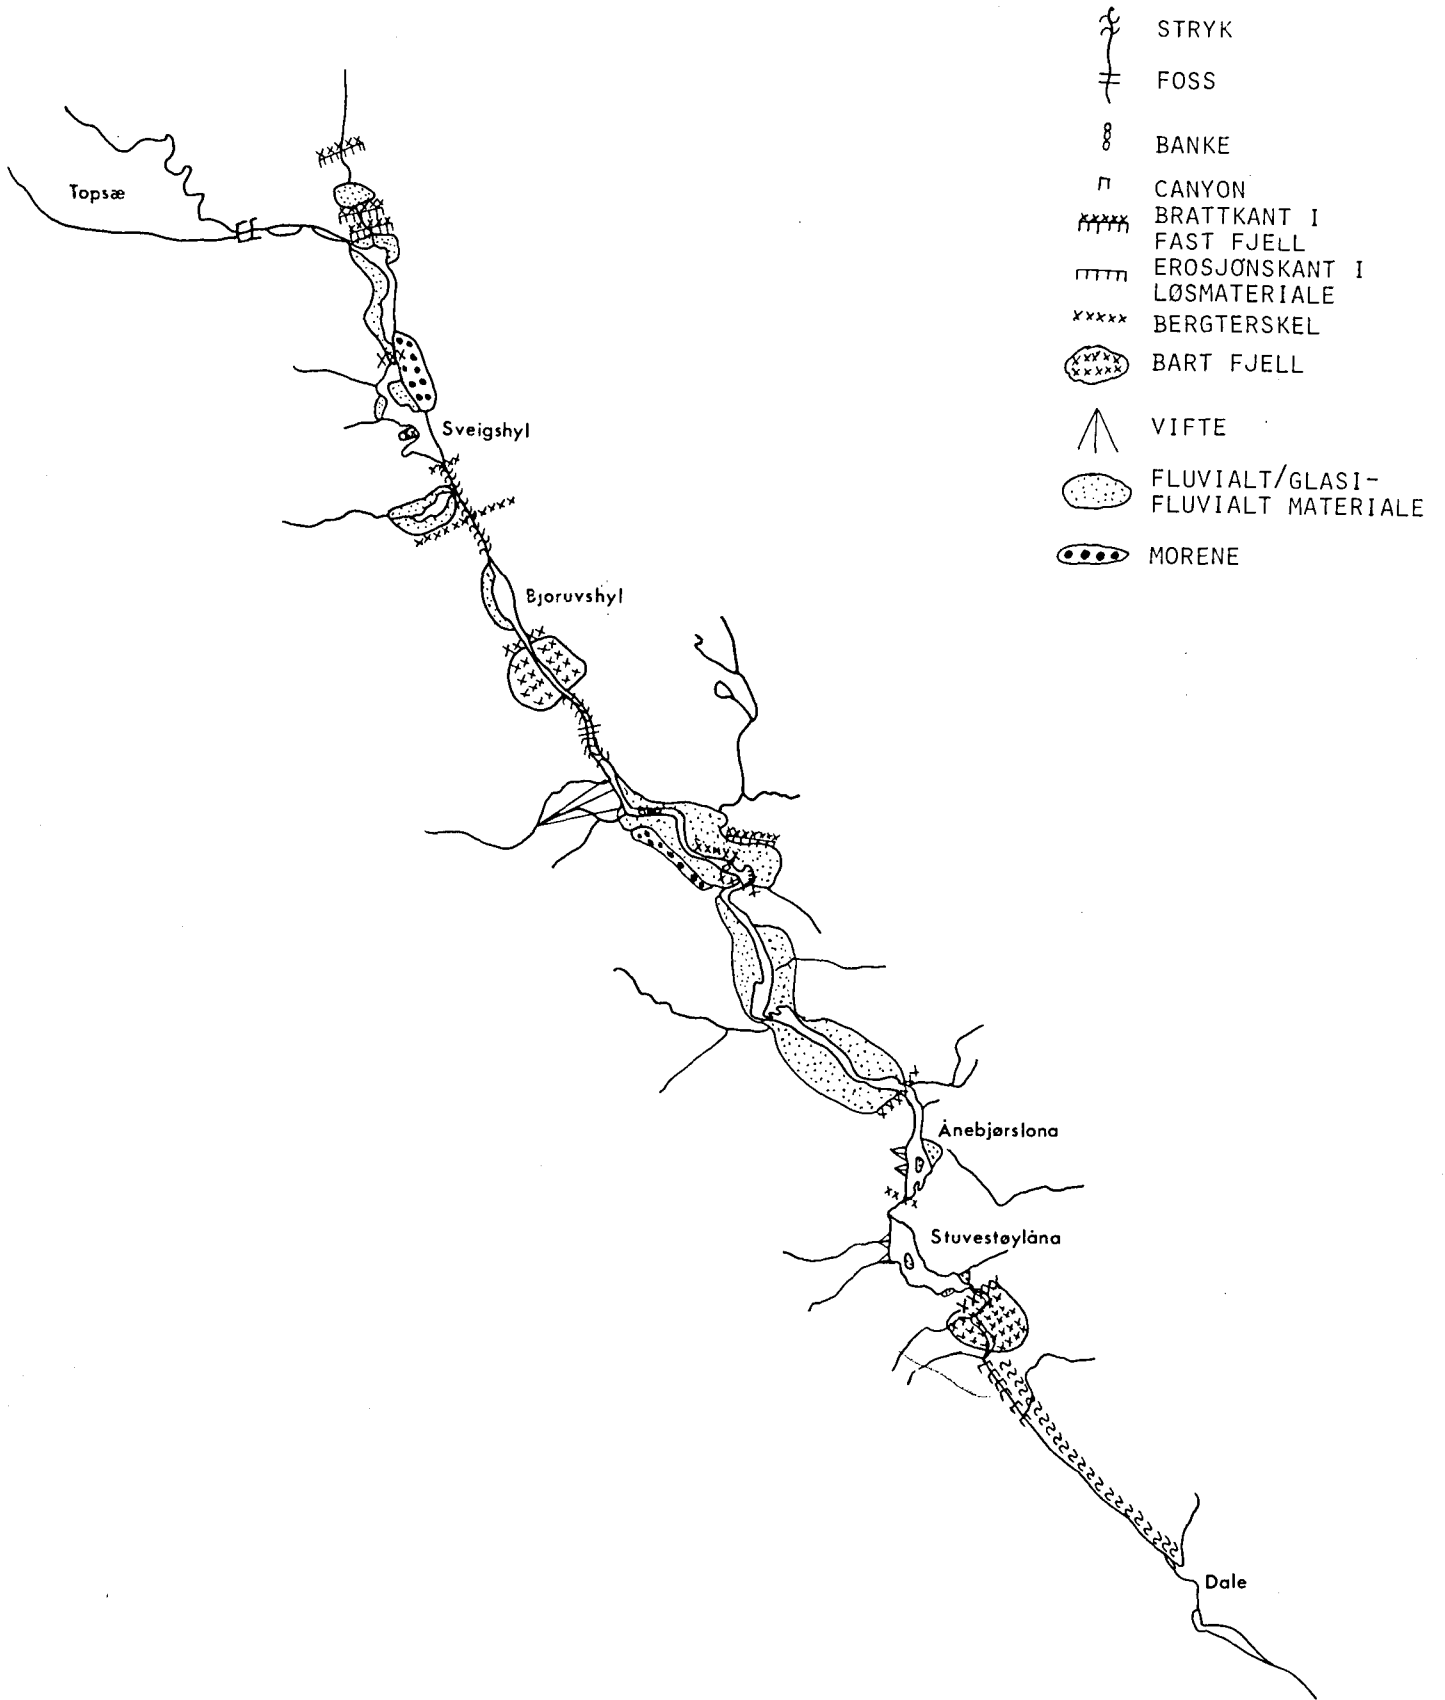 STRYK
FOSS
BANKE
CANYON
BRATTKANT I
FAST FJELL
EROSJONSKANT I
LØSMATERIALE
BERGTERSKEL
BART FJELL
VIFTE
FLUVIALT/GLASI-
FLUVIALT MATERIALE
MORENE
Topsæ
Sveigshyl
Bjoruvshyl
Ånebjørslona
Stuvestøylåna
Dale